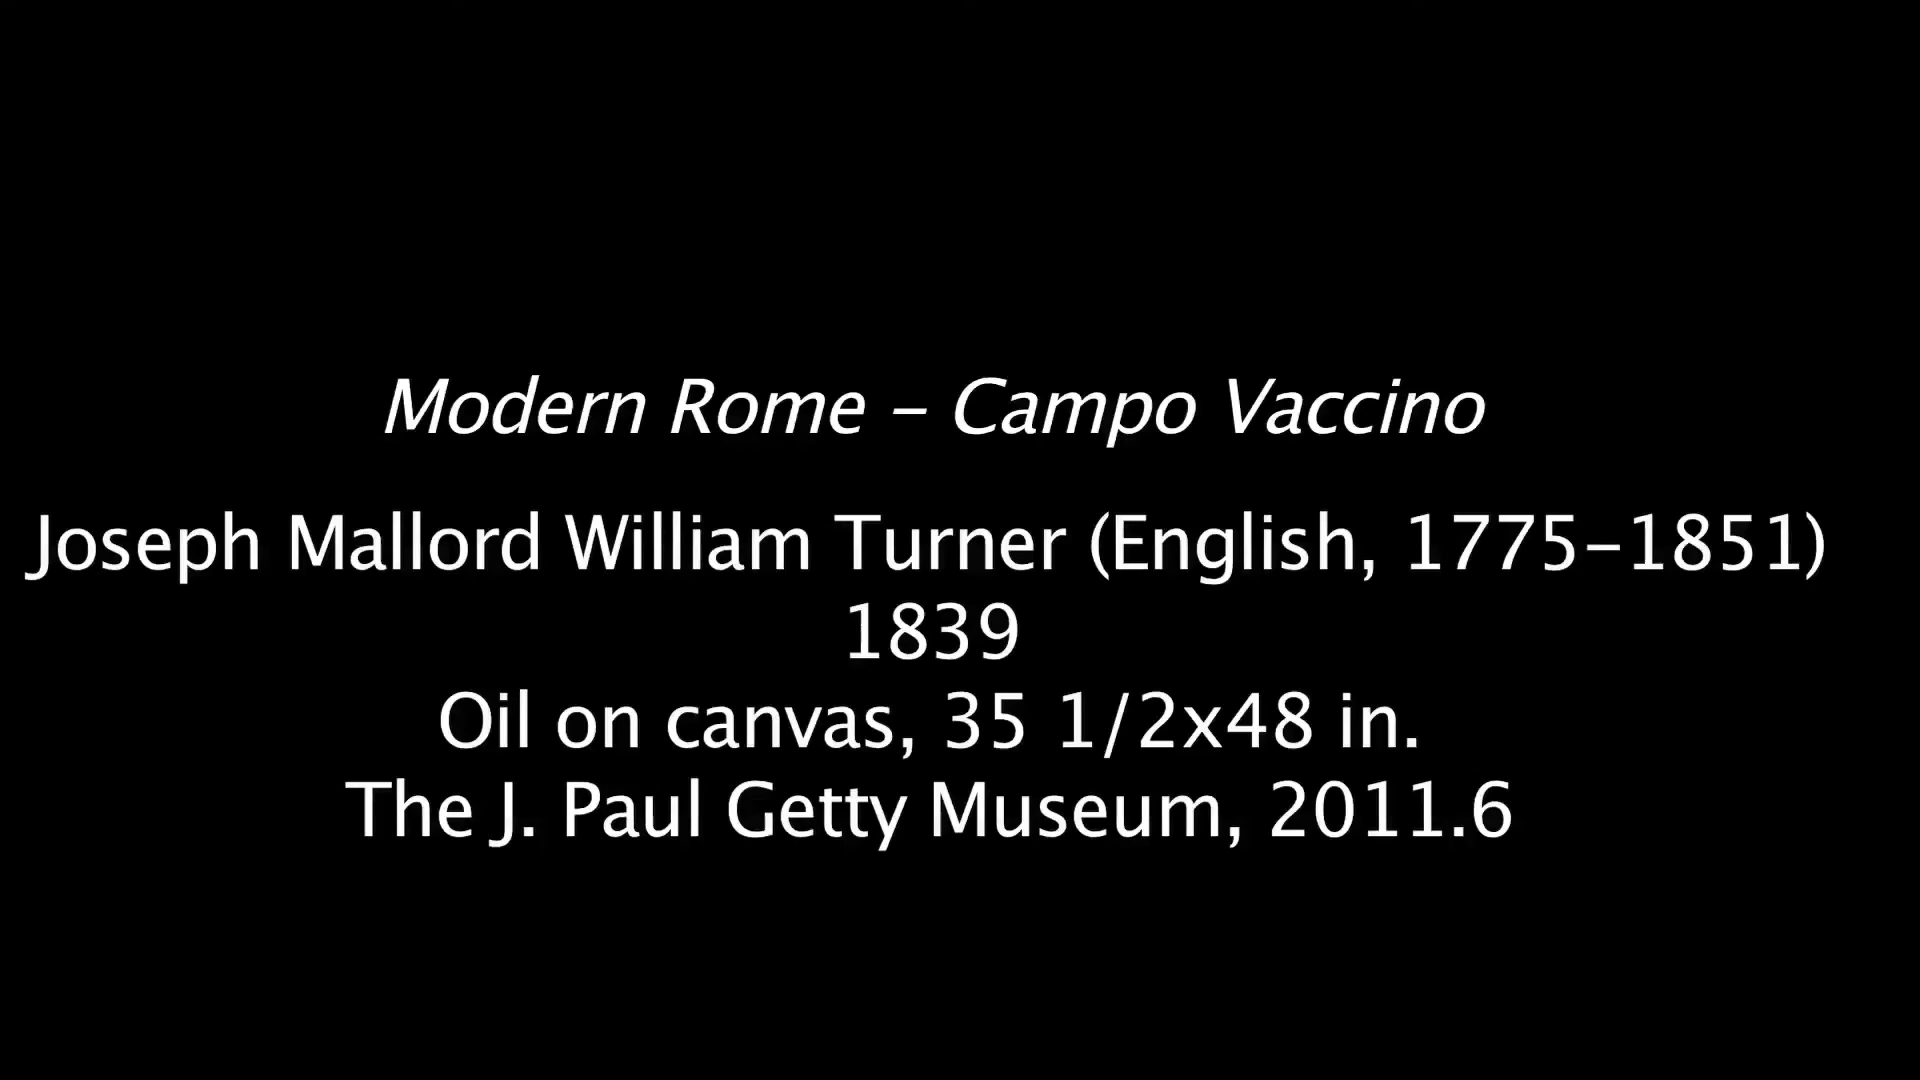 Modern Rome – Campo Vaccino
Joseph Mallord William Turner (English, 1775–1851)
1839
Oil on canvas, 35 1/2x48 in.
The J. Paul Getty Museum, 2011.6